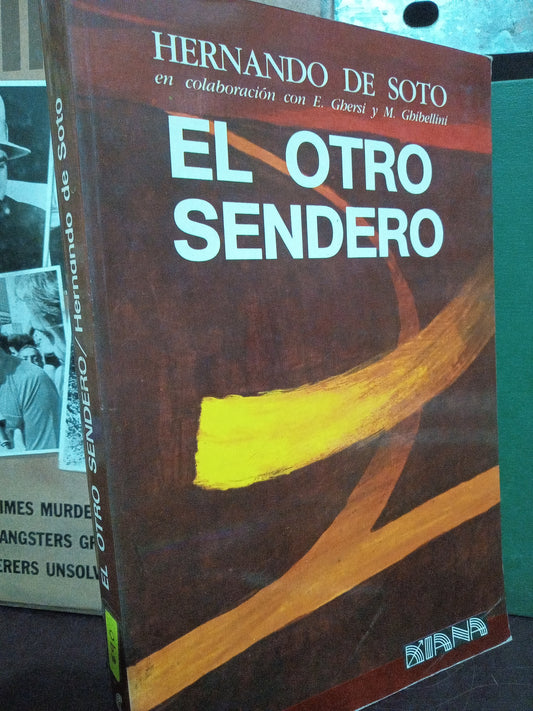 HERNANDO DE SOTO
en colaboración con E. Ghersi y M. Ghibellini
EL OTRO
SENDERO
DIANA
EL OTRO SENDERO/Hernando de Soto
IMES MURDE
ANGSTERS GR
ERERS UNSOLV